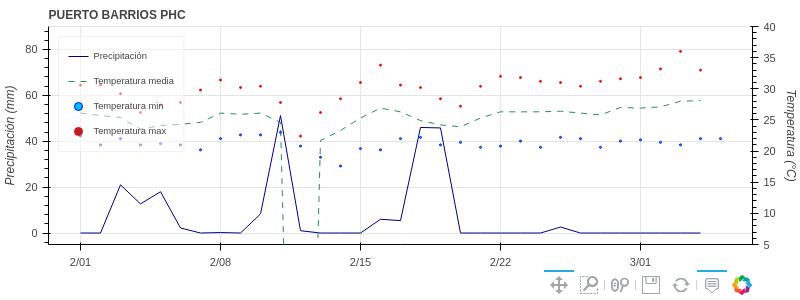 PUERTO BARRIOS PHC
Precipitación
Temperatura media
Temperatura min
Temperatura max
Precipitación (mm)
80
60
40
20
0
Temperatura (°C)
40
35
30
25
20
15
10
5
2/01
2/08
2/15
2/22
3/01